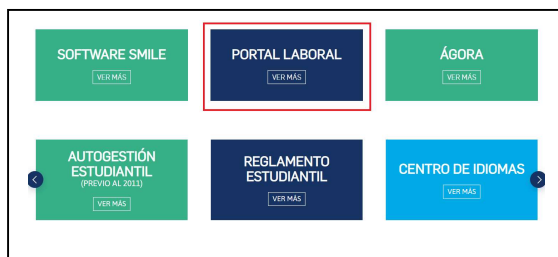 SOFTWARE SMILE
VER MÁS
PORTAL LABORAL
VER MÁS
ÁGORA
VER MÁS
AUTOGESTIÓN
ESTUDIANTIL
(PREVIO AL 2011)
VER MÁS
REGLAMENTO
ESTUDIANTIL
VER MÁS
CENTRO DE IDIOMAS
VER MÁS